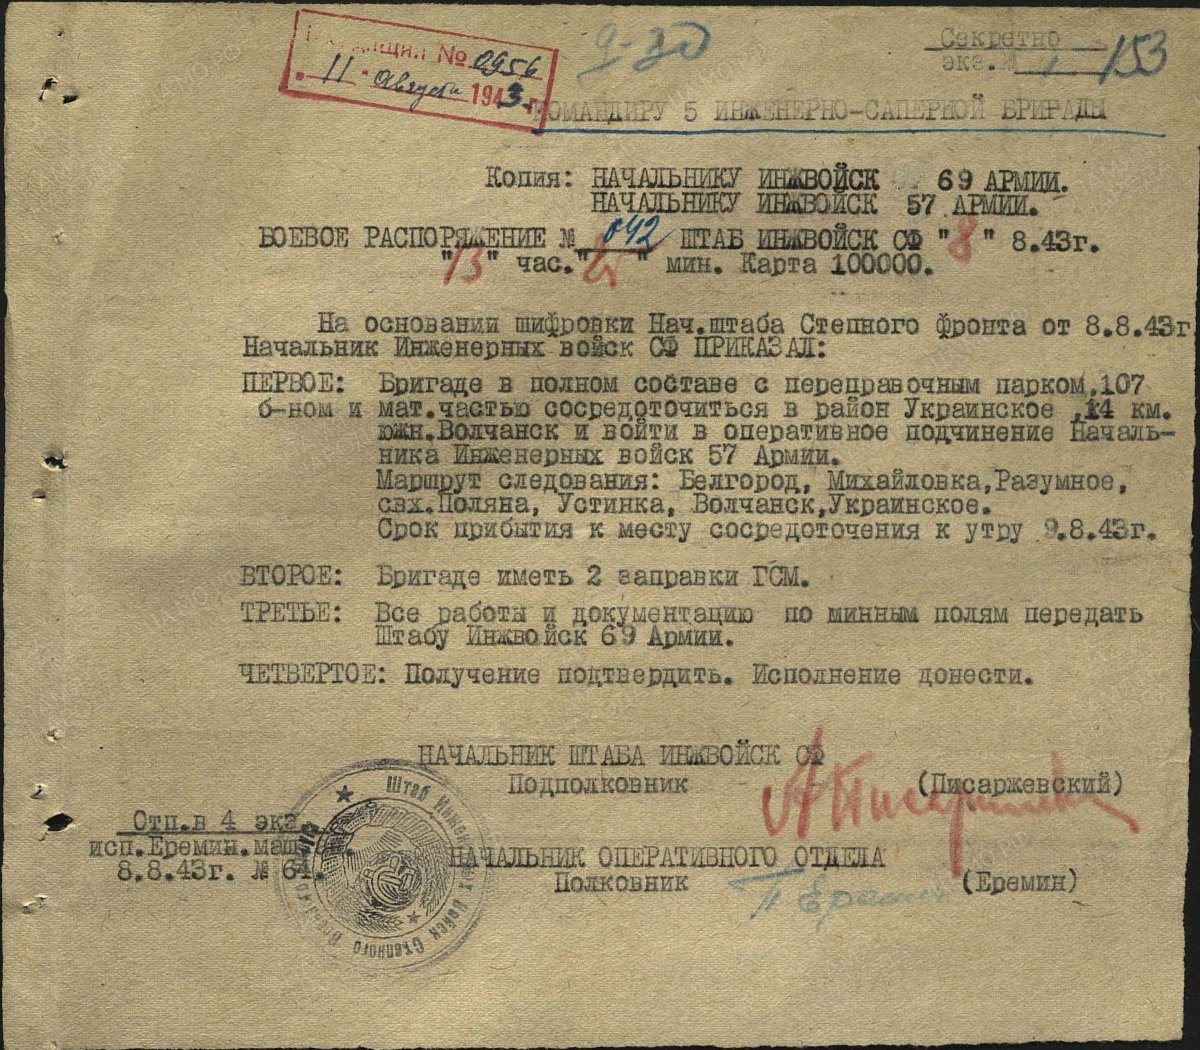 9-30
Секретно
экз.№ 1 153
№ 0956
"11" Августа 1943 г.
КОМАНДИРУ 5 ИНЖЕНЕРНО-САПЕРНОЙ БРИГАДЫ
Копия: НАЧАЛЬНИКУ ИНЖВОЙСК 69 АРМИИ.
НАЧАЛЬНИКУ ИНЖВОЙСК 57 АРМИИ.
БОЕВОЕ РАСПОРЯЖЕНИЕ № 042 ШТАБ ИНЖВОЙСК СФ "8" 8.43г.
"13" час." " мин. Карта 100000.
На основании шифровки Нач.штаба Степного фронта от 8.8.43г
Начальник Инженерных войск СФ ПРИКАЗАЛ:
ПЕРВОЕ: Бригаде в полном составе с переправочным парком,107
б-ном и мат.частью сосредоточиться в район Украинское ,14 км.
южн.Волчанск и войти в оперативное подчинение Началь-
ника Инженерных войск 57 Армии.
Маршрут следования: Белгород, Михайловка,Разумное,
свх.Поляна, Устинка, Волчанск,Украинское.
Срок прибытия к месту сосредоточения к утру 9.8.43г.
ВТОРОЕ: Бригаде иметь 2 заправки ГСМ.
ТРЕТЬЕ: Все работы и документацию по минным полям передать
Штабу Инжвойск 69 Армии.
ЧЕТВЕРТОЕ: Получение подтвердить. Исполнение донести.
НАЧАЛЬНИК ШТАБА ИНЖВОЙСК СФ
Подполковник (Писаржевский)
Отп.в 4 экз.
исп.Еремин.маш.
8.8.43г. №
НАЧАЛЬНИК ОПЕРАТИВНОГО ОТДЕЛА
Полковник П Еремин (Еремин)
Штаб Инженерных Войск Степного Фронта